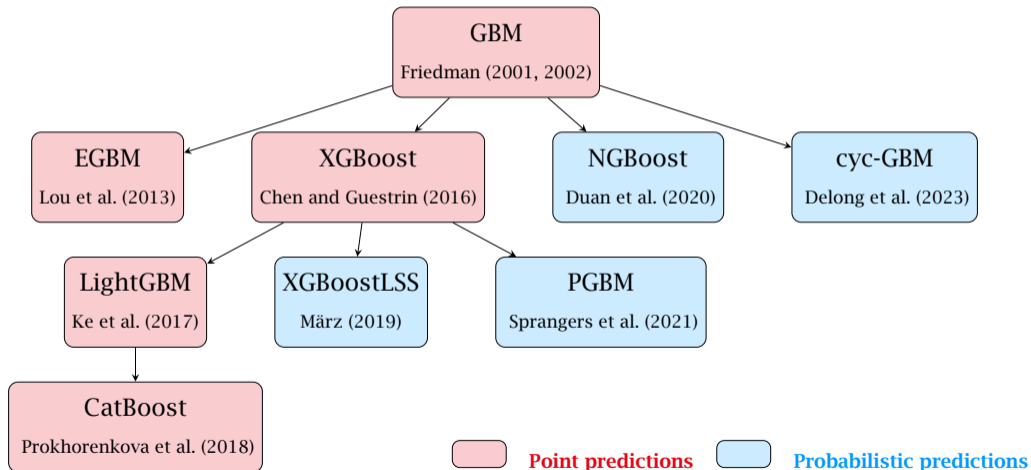 GBM
Friedman (2001, 2002)
EGBM
Lou et al. (2013)
XGBoost
Chen and Guestrin (2016)
NGBoost
Duan et al. (2020)
cyc-GBM
Delong et al. (2023)
LightGBM
Ke et al. (2017)
XGBoostLSS
März (2019)
PGBM
Sprangers et al. (2021)
CatBoost
Prokhorenkova et al. (2018)
Point predictions
Probabilistic predictions